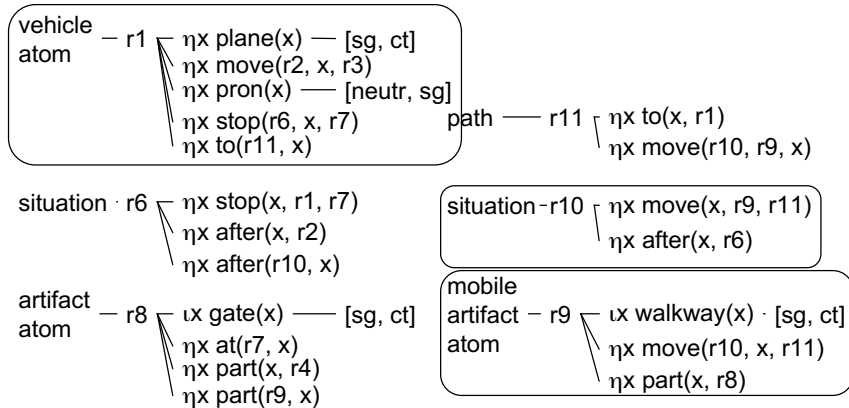 vehicle
atom r1 ηx plane(x) [sg, ct]
ηx move(r2, x, r3)
ηx pron(x) [neutr, sg]
ηx stop(r6, x, r7)
ηx to(r11, x)
path r11 ηx to(x, r1)
ηx move(r10, r9, x)
situation r6 ηx stop(x, r1, r7)
ηx after(x, r2)
ηx after(r10, x)
situation r10 ηx move(x, r9, r11)
ηx after(x, r6)
artifact
atom r8 ιx gate(x) [sg, ct]
ηx at(r7, x)
ηx part(x, r4)
ηx part(r9, x)
mobile
artifact
atom r9 ιx walkway(x) [sg, ct]
ηx move(r10, x, r11)
ηx part(x, r8)